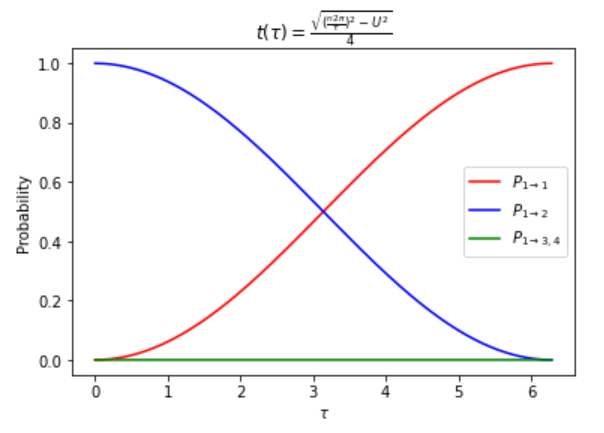 t(τ) = √((n2π/τ)² − U²)/4
1.0
0.8
0.6
0.4
0.2
0.0
Probability
P1→1
P1→2
P1→3,4
0 1 2 3 4 5 6
τ